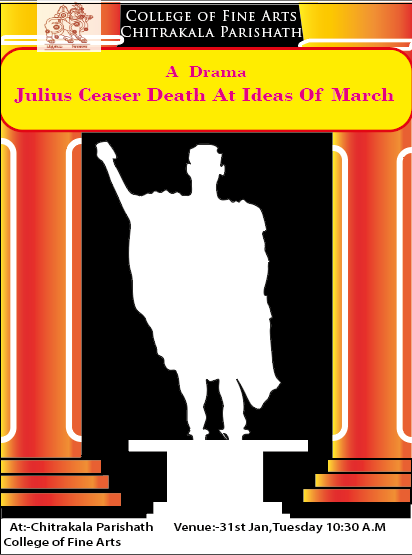 College of Fine Arts
Chitrakala Parishath
A Drama
Julius Ceaser Death At Ideas Of March
At:-Chitrakala Parishath Venue:-31st Jan,Tuesday 10:30 A.M
College of Fine Arts